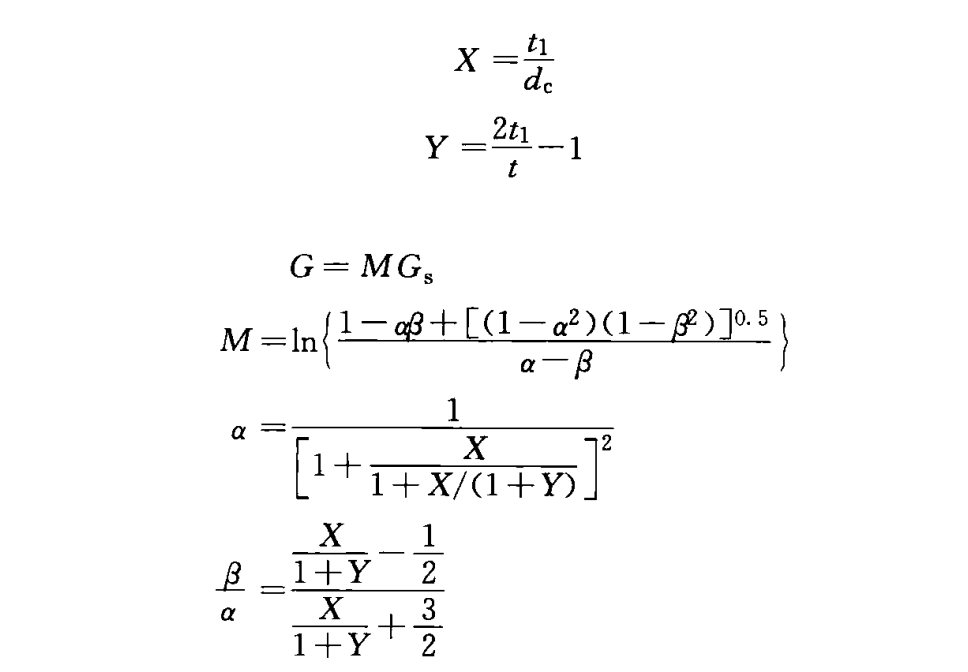 X = t₁/d_c
Y = 2t₁/t − 1
G = MG_s
M = ln{(1 − αβ + [(1 − α²)(1 − β²)]^0.5)/(α − β)}
α = 1/[1 + X/(1 + X/(1 + Y))]²
β/α = (X/(1 + Y) − 1/2)/(X/(1 + Y) + 3/2)